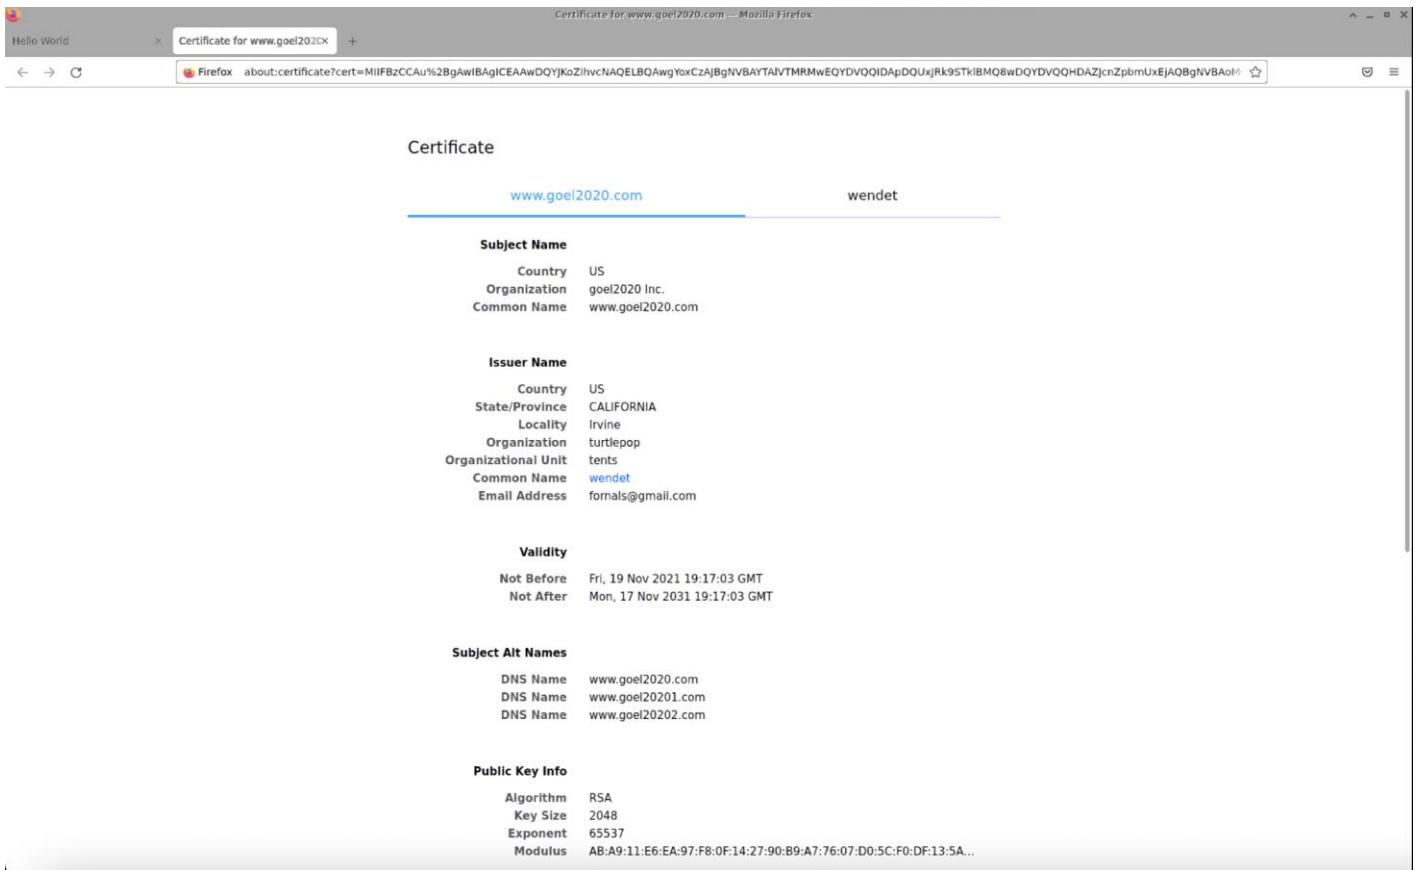 Certificate for www.goel2020.com — Mozilla Firefox
Hello World
Certificate for www.goel202
Firefox about:certificate?cert=MIIFBzCCAu%2BgAwIBAgICEAAwDQYJKoZIhvcNAQELBQAwgYoxCzAJBgNVBAYTAlVTMRMwEQYDVQQIDApDQUxJRk9STklBMQ8wDQYDVQQHDAZJcnZpbmUxEjAQBgNVBAoM
Certificate
www.goel2020.com wendet
Subject Name
Country US
Organization goel2020 Inc.
Common Name www.goel2020.com
Issuer Name
Country US
State/Province CALIFORNIA
Locality Irvine
Organization turtlepop
Organizational Unit tents
Common Name wendet
Email Address fornals@gmail.com
Validity
Not Before Fri, 19 Nov 2021 19:17:03 GMT
Not After Mon, 17 Nov 2031 19:17:03 GMT
Subject Alt Names
DNS Name www.goel2020.com
DNS Name www.goel20201.com
DNS Name www.goel20202.com
Public Key Info
Algorithm RSA
Key Size 2048
Exponent 65537
Modulus AB:A9:11:E6:EA:97:F8:0F:14:27:90:B9:A7:76:07:D0:5C:F0:DF:13:5A...